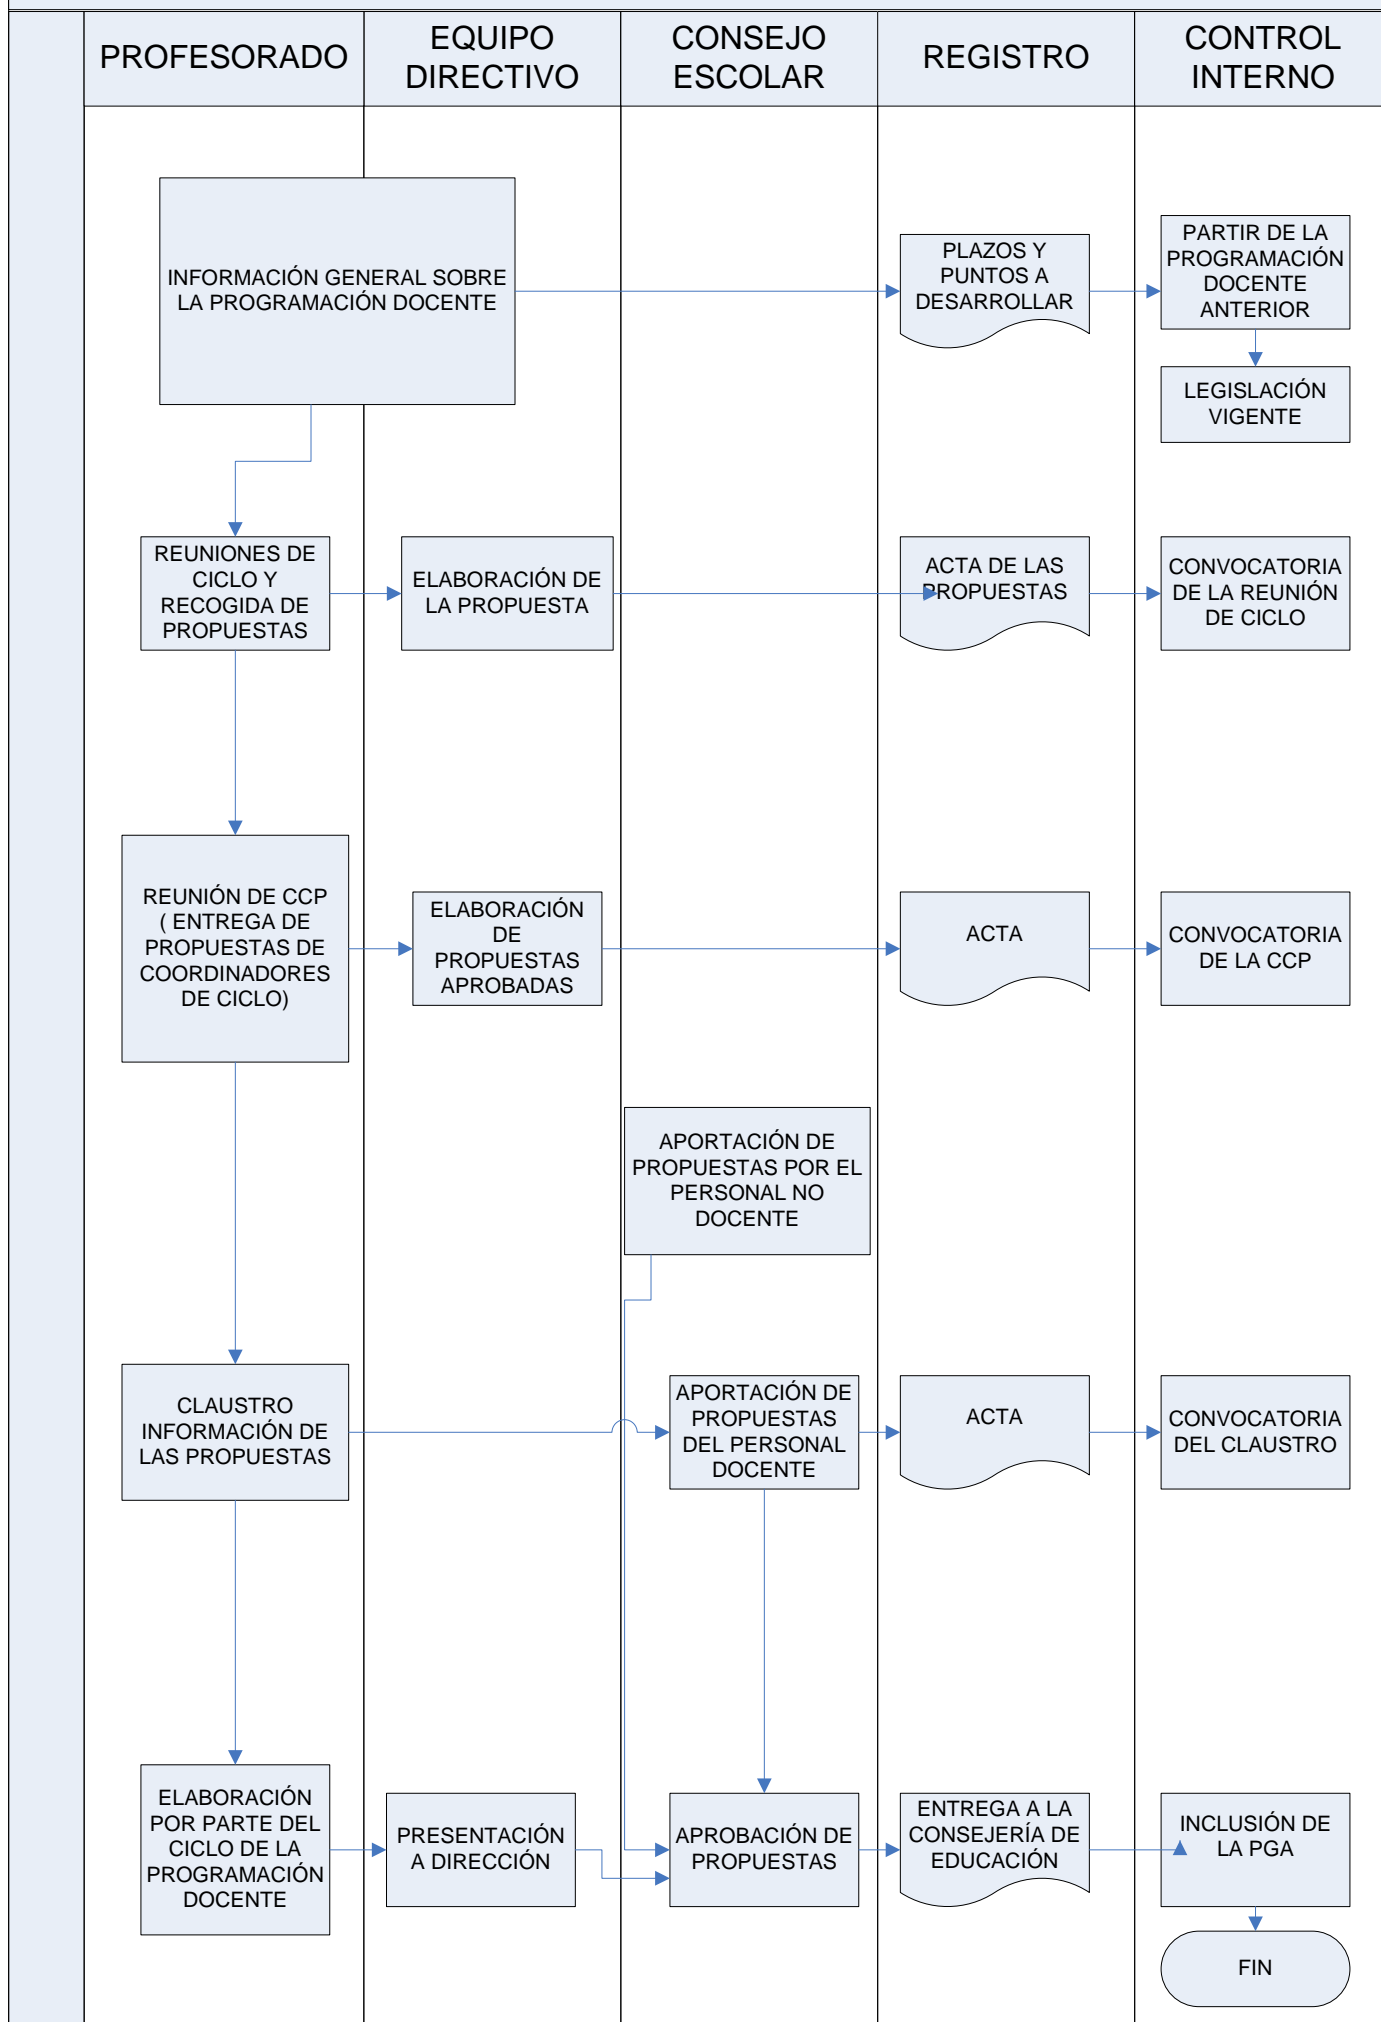 PROFESORADO
EQUIPO
DIRECTIVO
CONSEJO
ESCOLAR
REGISTRO
CONTROL
INTERNO
INFORMACIÓN GENERAL SOBRE
LA PROGRAMACIÓN DOCENTE
PLAZOS Y
PUNTOS A
DESARROLLAR
PARTIR DE LA
PROGRAMACIÓN
DOCENTE
ANTERIOR
LEGISLACIÓN
VIGENTE
REUNIONES DE
CICLO Y
RECOGIDA DE
PROPUESTAS
ELABORACIÓN DE
LA PROPUESTA
ACTA DE LAS
PROPUESTAS
CONVOCATORIA
DE LA REUNIÓN
DE CICLO
REUNIÓN DE CCP
( ENTREGA DE
PROPUESTAS DE
COORDINADORES
DE CICLO)
ELABORACIÓN
DE
PROPUESTAS
APROBADAS
ACTA
CONVOCATORIA
DE LA CCP
APORTACIÓN DE
PROPUESTAS POR EL
PERSONAL NO
DOCENTE
CLAUSTRO
INFORMACIÓN DE
LAS PROPUESTAS
APORTACIÓN DE
PROPUESTAS
DEL PERSONAL
DOCENTE
ACTA
CONVOCATORIA
DEL CLAUSTRO
ELABORACIÓN
POR PARTE DEL
CICLO DE LA
PROGRAMACIÓN
DOCENTE
PRESENTACIÓN
A DIRECCIÓN
APROBACIÓN DE
PROPUESTAS
ENTREGA A LA
CONSEJERÍA DE
EDUCACIÓN
INCLUSIÓN DE
LA PGA
FIN